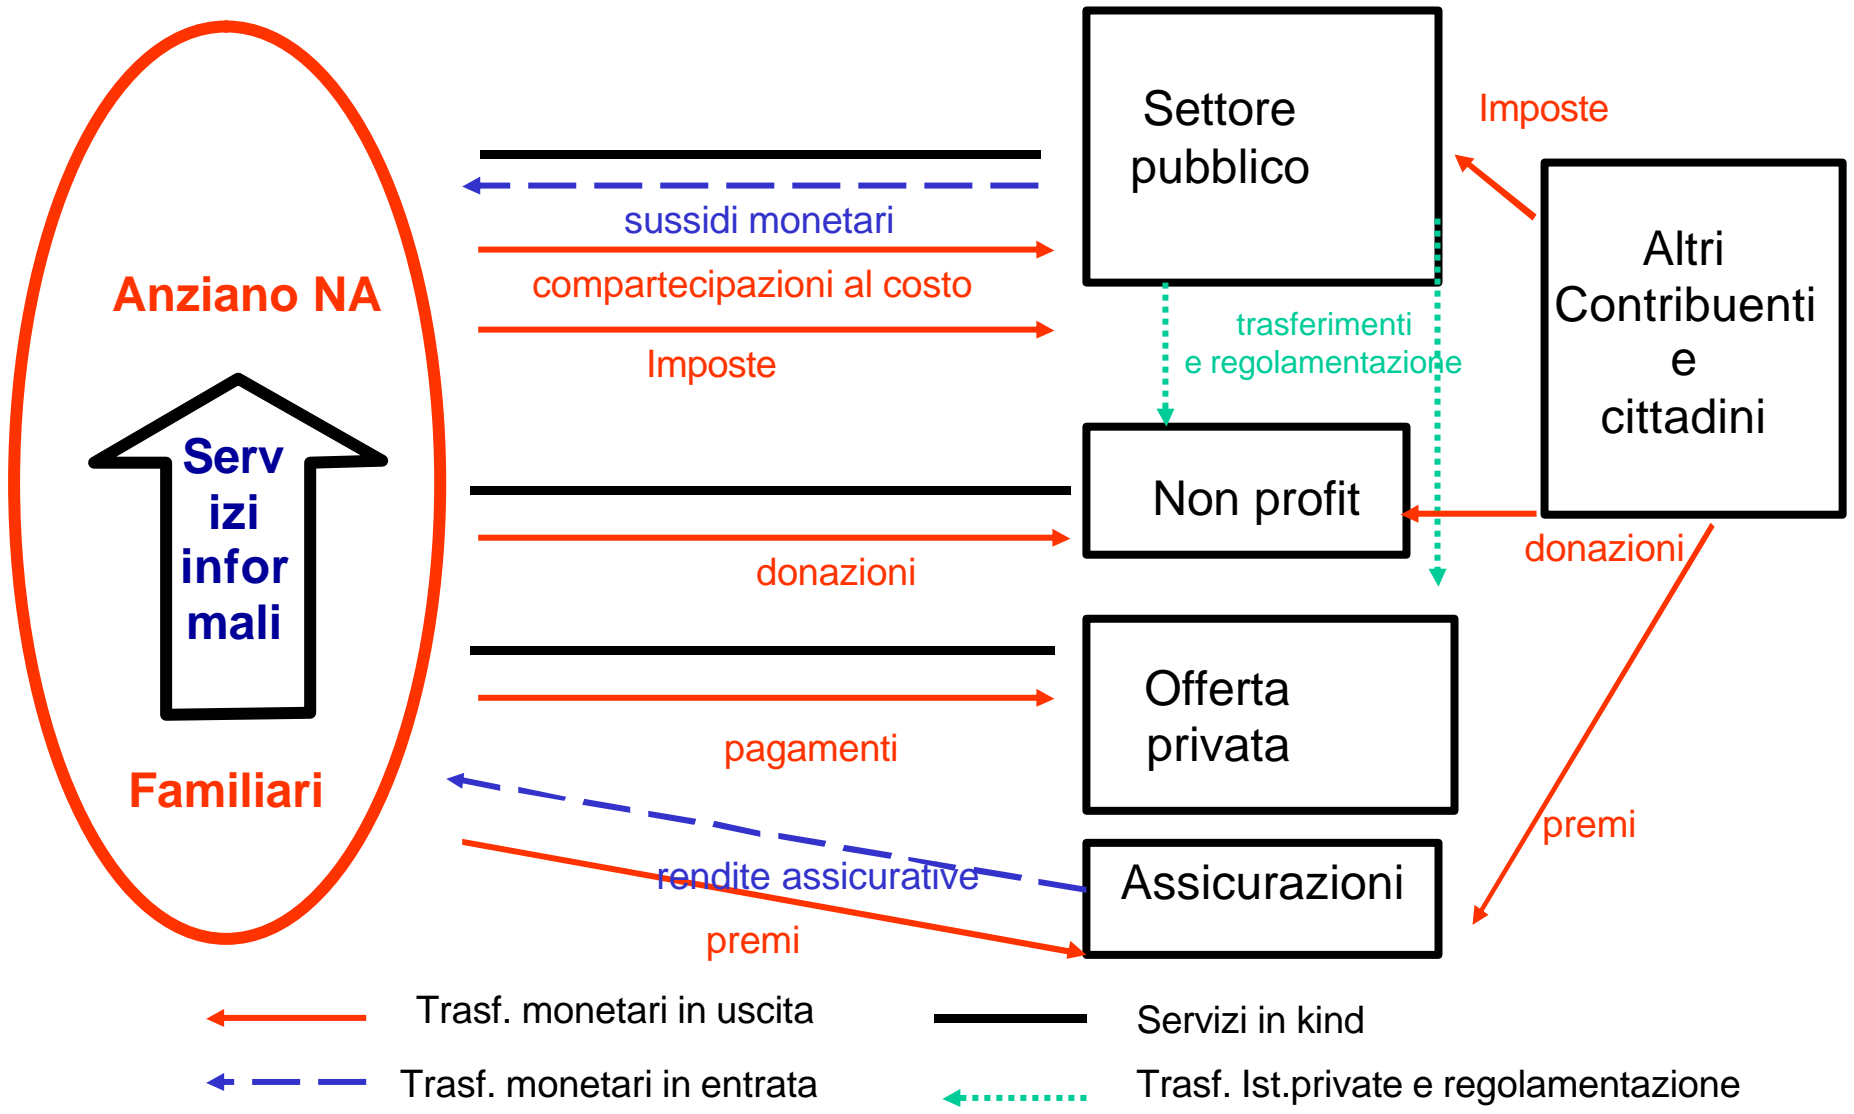 Settore
pubblico
Imposte
sussidi monetari
compartecipazioni al costo
Imposte
Anziano NA
trasferimenti
e regolamentazione
Altri
Contribuenti
e
cittadini
Serv
izi
infor
mali
Non profit
donazioni
donazioni
Offerta
privata
pagamenti
Familiari
premi
rendite assicurative
Assicurazioni
premi
Trasf. monetari in uscita
Servizi in kind
Trasf. monetari in entrata
Trasf. Ist.private e regolamentazione